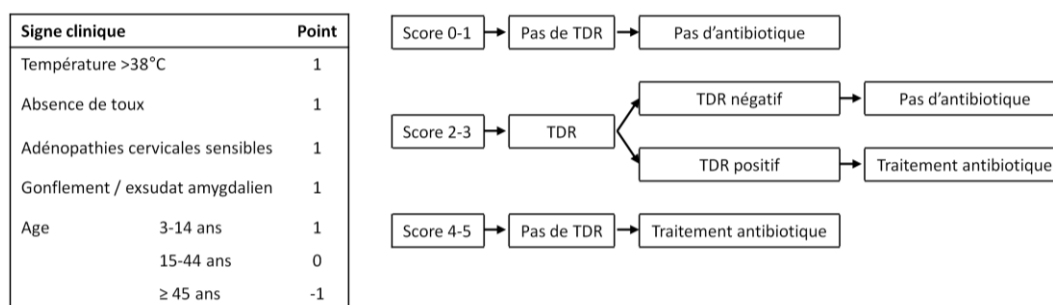 Signe clinique Point
Température >38°C 1
Absence de toux 1
Adénopathies cervicales sensibles 1
Gonflement / exsudat amygdalien 1
Age 3-14 ans 1
15-44 ans 0
≥ 45 ans -1
Score 0-1 Pas de TDR Pas d’antibiotique
TDR négatif Pas d’antibiotique
Score 2-3 TDR
TDR positif Traitement antibiotique
Score 4-5 Pas de TDR Traitement antibiotique